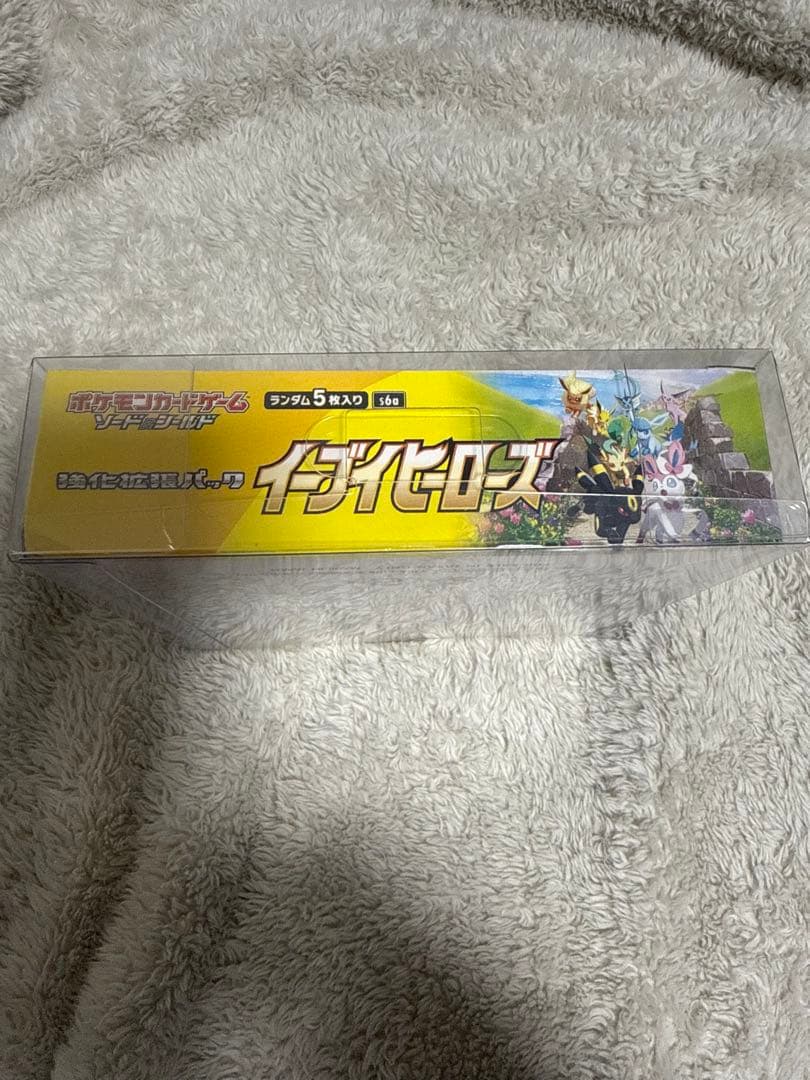 ポケモンカードゲーム
ソード&シールド
ランダム5枚入り s6a
強化拡張パック
イーブイヒーローズ